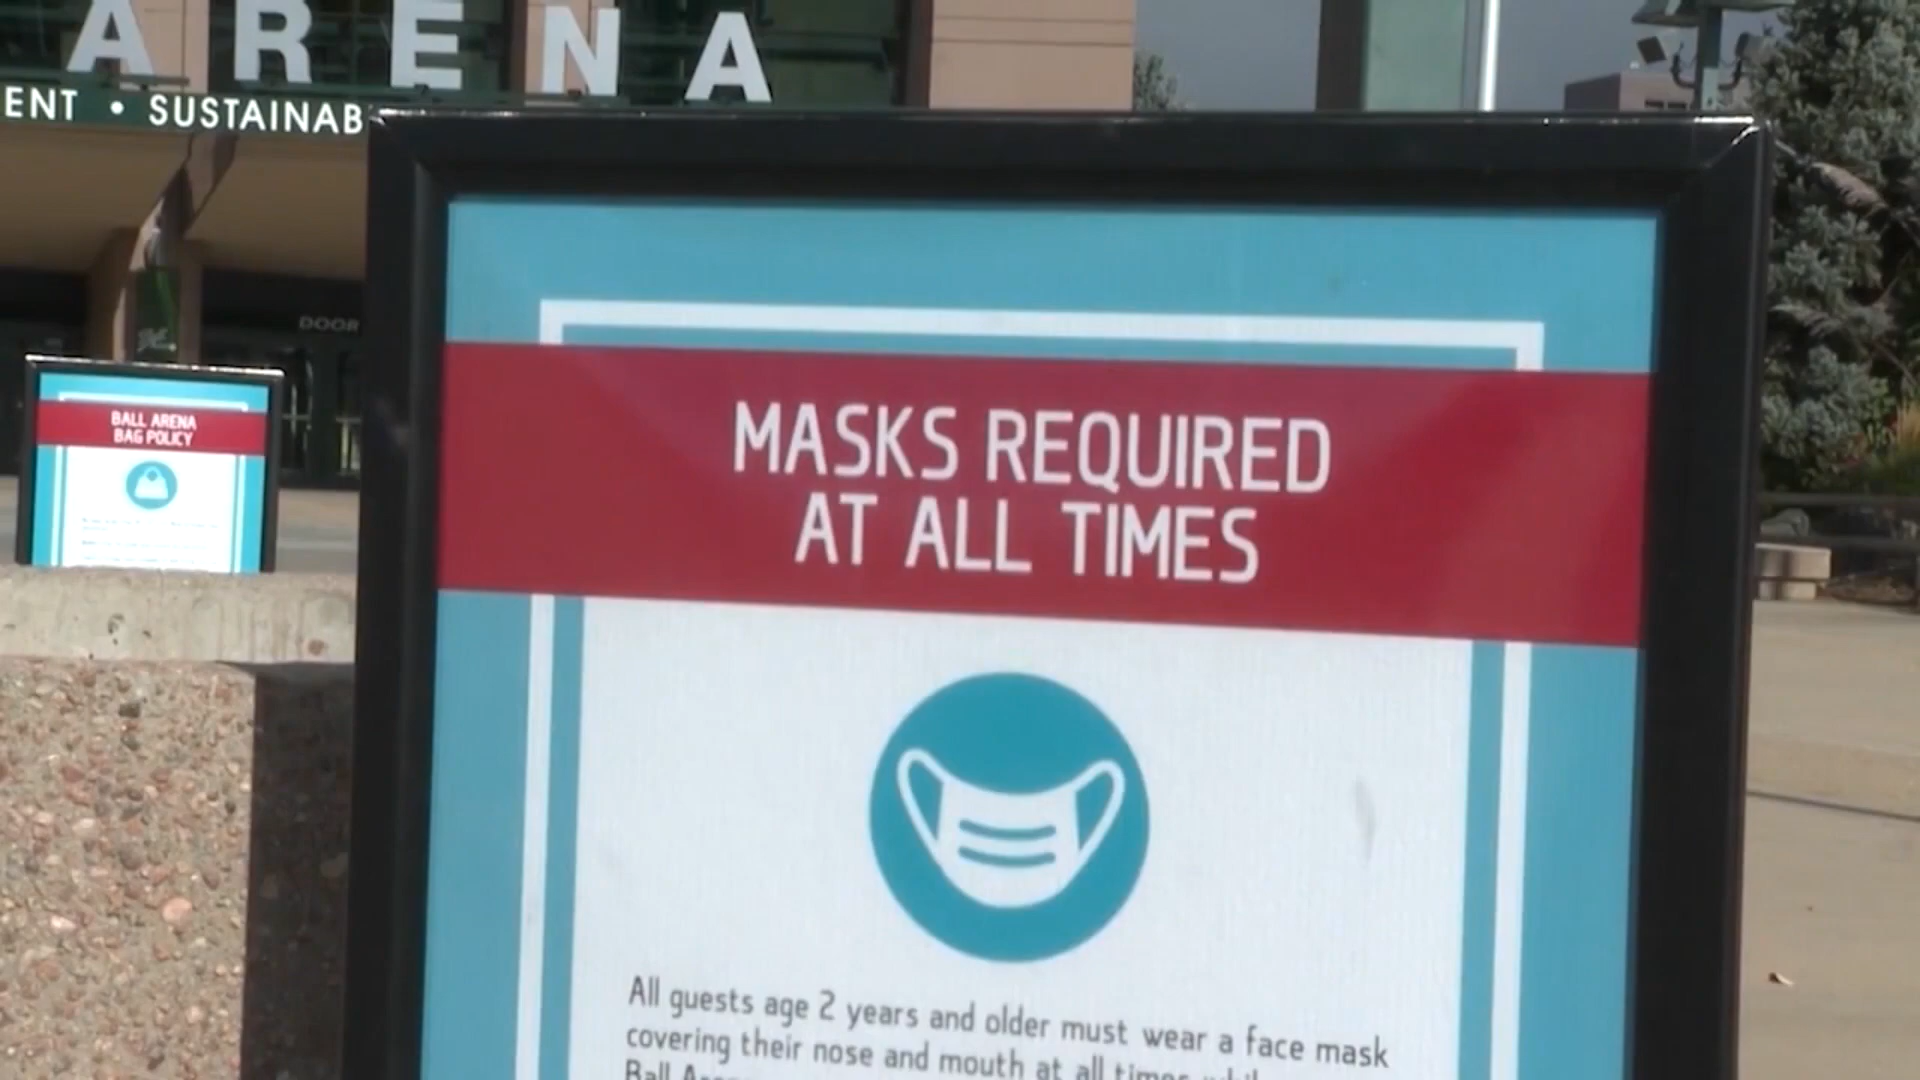 ARENA
ENT • SUSTAINAB
DOOR
BALL ARENA
BAG POLICY
MASKS REQUIRED
AT ALL TIMES
All guests age 2 years and older must wear a face mask
covering their nose and mouth at all times
Ball